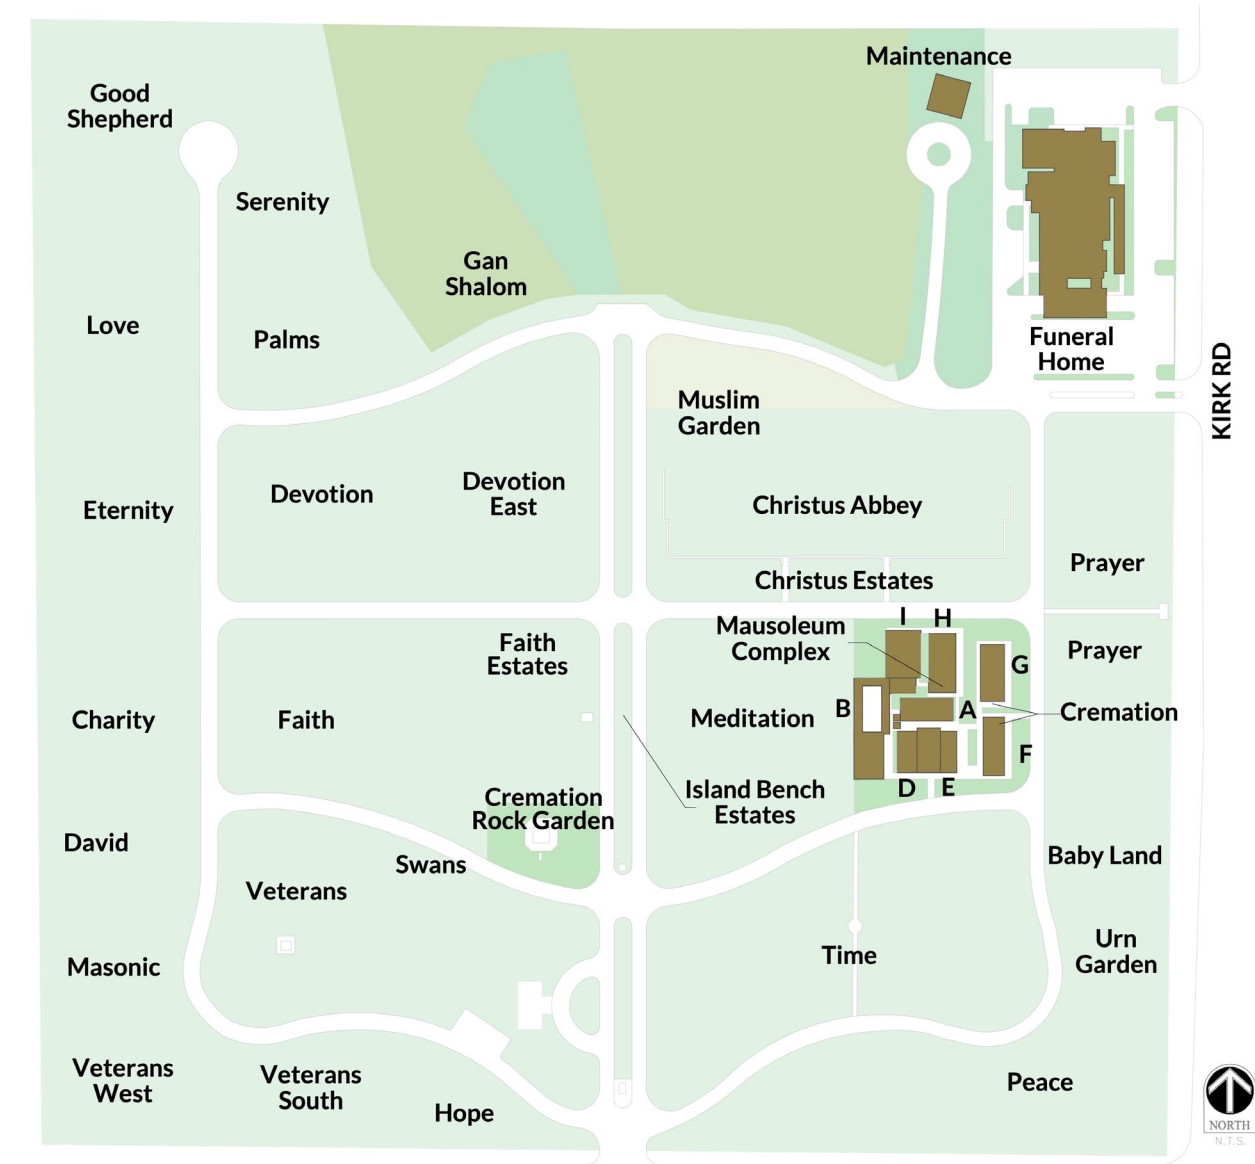 Maintenance
Good
Shepherd
Serenity
Gan
Shalom
Love
Palms
Funeral
Home
KIRK RD
Muslim
Garden
Devotion
Devotion
East
Eternity
Christus Abbey
Prayer
Christus Estates
I
H
Mausoleum
Complex
Faith
Estates
Prayer
G
Charity
Faith
Meditation
B
A
Cremation
F
Island Bench
Estates
D
E
Cremation
Rock Garden
David
Swans
Baby Land
Veterans
Urn
Garden
Time
Masonic
Veterans
West
Veterans
South
Hope
Peace
NORTH
N.T.S.